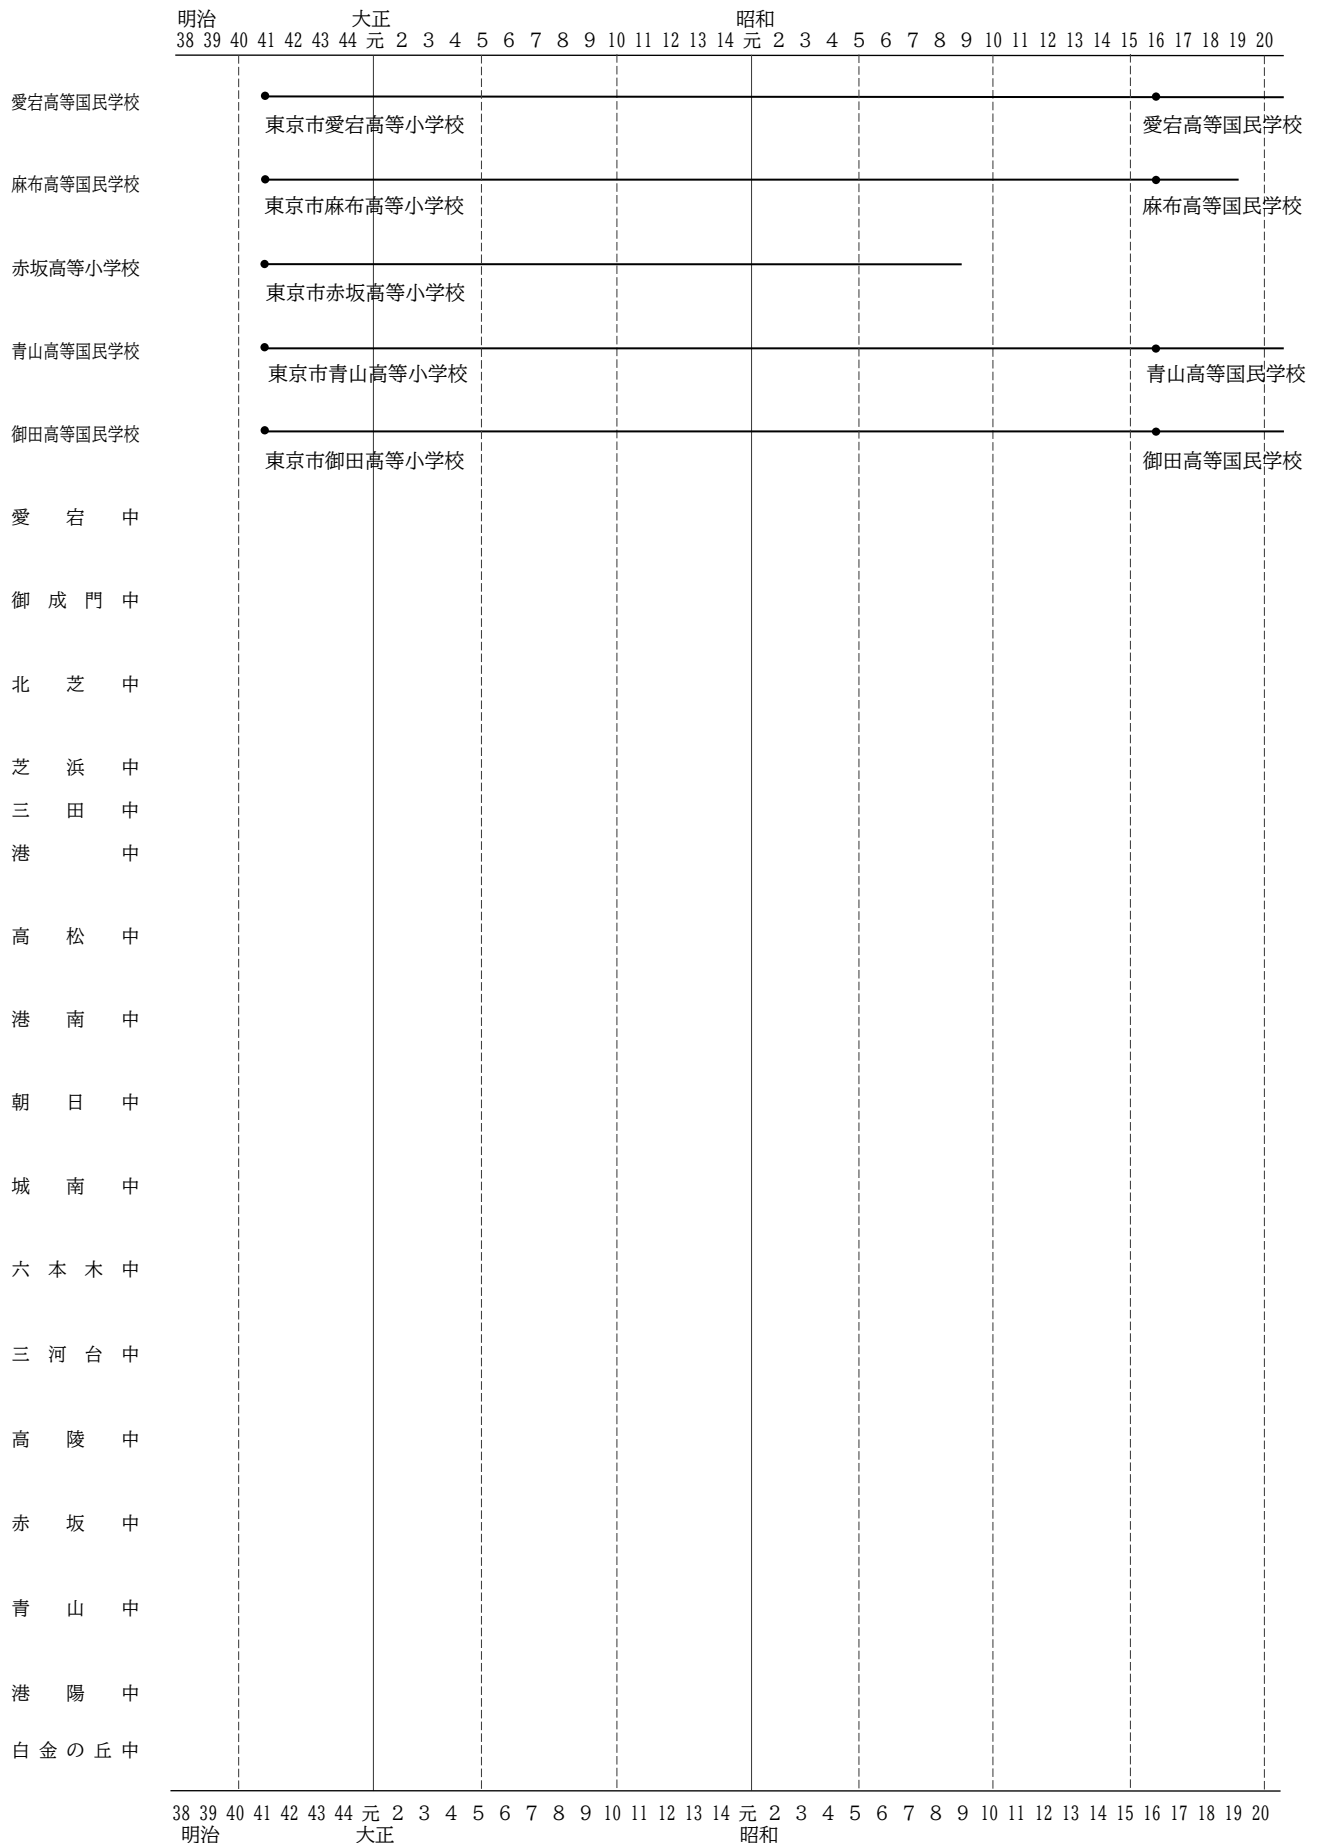 明治 大正 昭和
38 39 40 41 42 43 44 元 2 3 4 5 6 7 8 9 10 11 12 13 14 元 2 3 4 5 6 7 8 9 10 11 12 13 14 15 16 17 18 19 20
愛宕高等国民学校
東京市愛宕高等小学校 愛宕高等国民学校
麻布高等国民学校
東京市麻布高等小学校 麻布高等国民学校
赤坂高等小学校
東京市赤坂高等小学校
青山高等国民学校
東京市青山高等小学校 青山高等国民学校
御田高等国民学校
東京市御田高等小学校 御田高等国民学校
愛宕中
御成門中
北芝中
芝浜中
三田中
港中
高松中
港南中
朝日中
城南中
六本木中
三河台中
高陵中
赤坂中
青山中
港陽中
白金の丘中
38 39 40 41 42 43 44 元 2 3 4 5 6 7 8 9 10 11 12 13 14 元 2 3 4 5 6 7 8 9 10 11 12 13 14 15 16 17 18 19 20
明治 大正 昭和